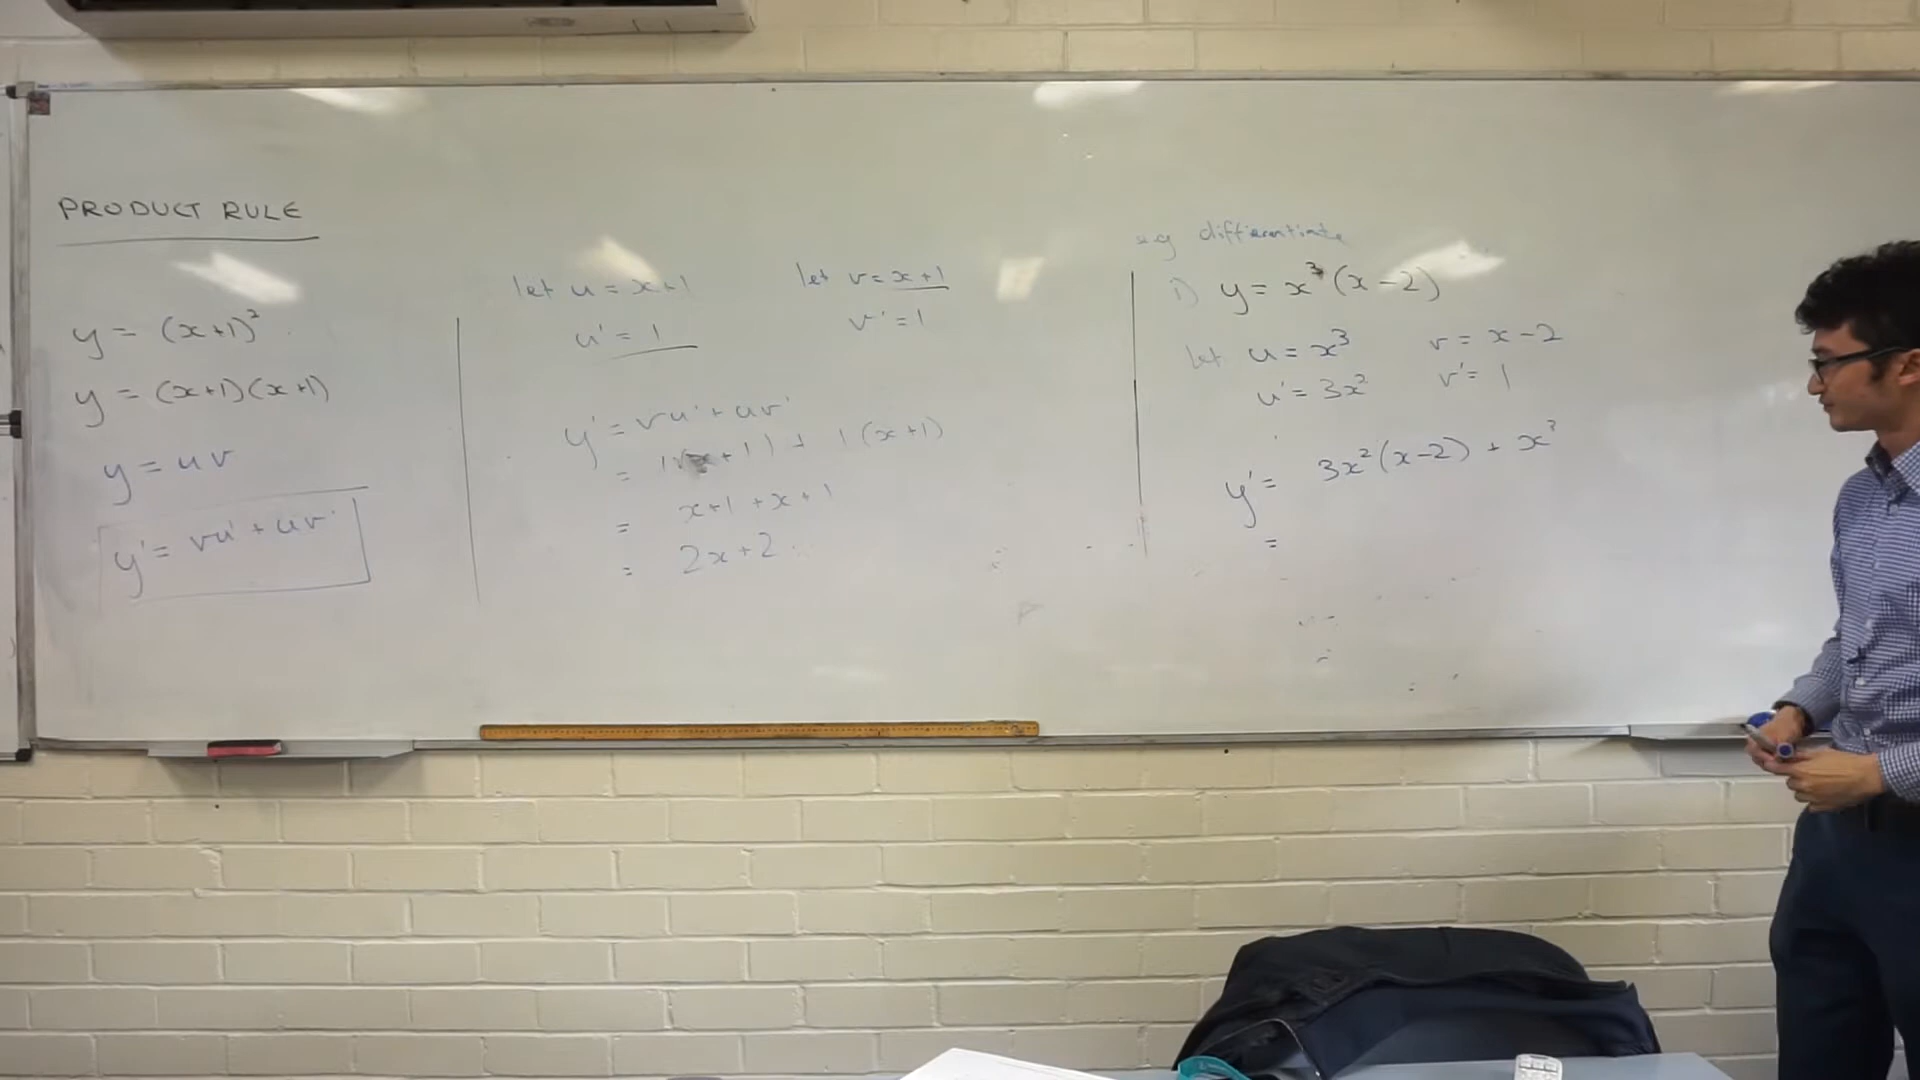 PRODUCT RULE
y = (x+1)²
y = (x+1)(x+1)
y = uv
y' = vu' + uv'
let u = x+1
u' = 1
let v = x+1
v' = 1
y' = vu' + uv'
= 1(x+1) + 1(x+1)
= x+1 + x+1
= 2x+2
e.g differentiate
i) y = x³(x-2)
let u = x³ v = x-2
u' = 3x² v' = 1
y' = 3x²(x-2) + x³
=